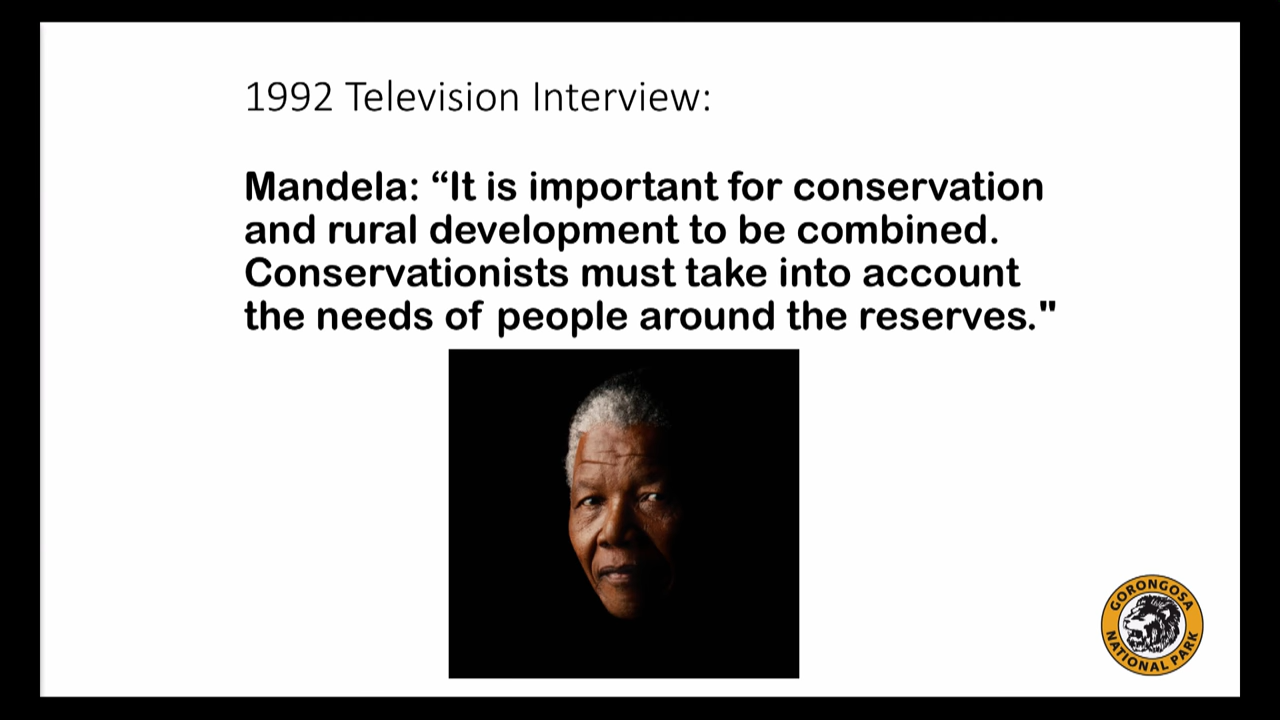 1992 Television Interview:
Mandela: “It is important for conservation
and rural development to be combined.
Conservationists must take into account
the needs of people around the reserves."
GORONGOSA
NATIONAL PARK